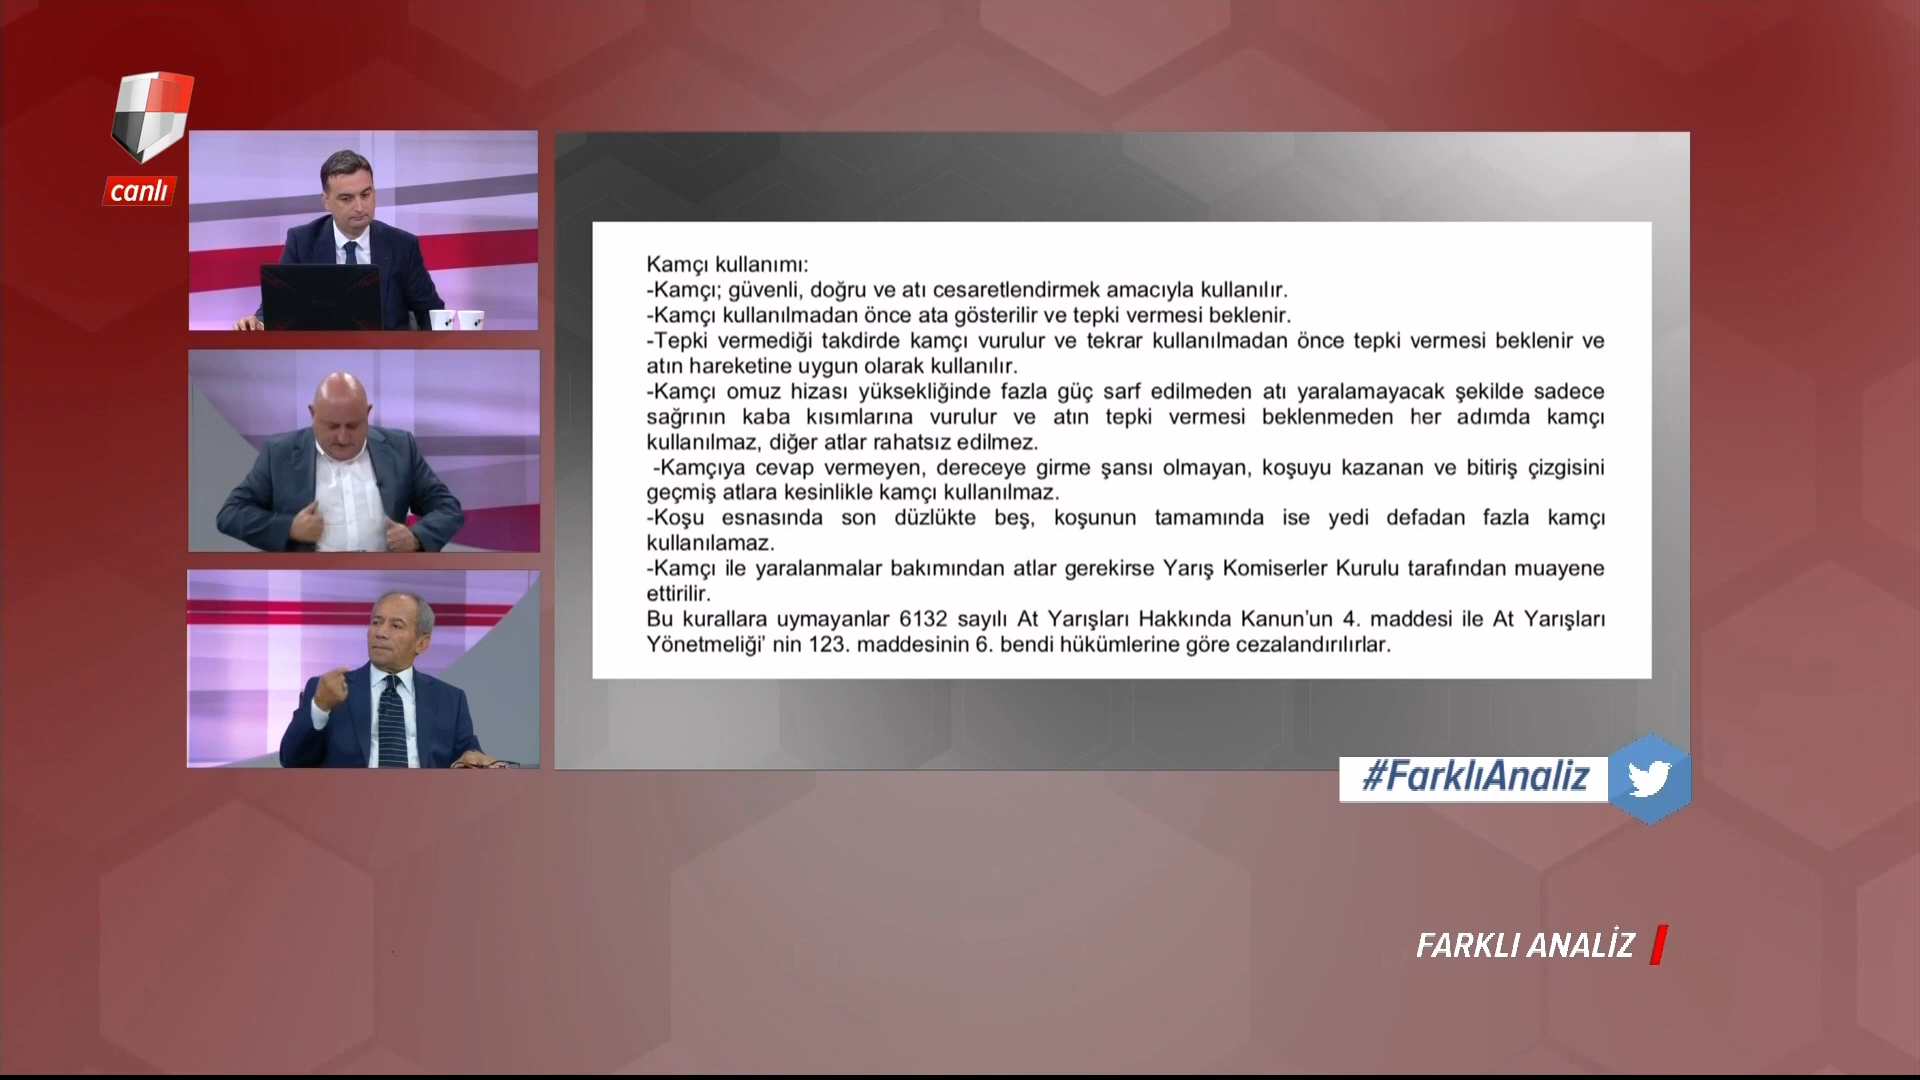 canlı
Kamçı kullanımı:
-Kamçı; güvenli, doğru ve atı cesaretlendirmek amacıyla kullanılır.
-Kamçı kullanılmadan önce ata gösterilir ve tepki vermesi beklenir.
-Tepki vermediği takdirde kamçı vurulur ve tekrar kullanılmadan önce tepki vermesi beklenir ve
atın hareketine uygun olarak kullanılır.
-Kamçı omuz hizası yüksekliğinde fazla güç sarf edilmeden atı yaralamayacak şekilde sadece
sağrının kaba kısımlarına vurulur ve atın tepki vermesi beklenmeden her adımda kamçı
kullanılmaz, diğer atlar rahatsız edilmez.
-Kamçıya cevap vermeyen, dereceye girme şansı olmayan, koşuyu kazanan ve bitiriş çizgisini
geçmiş atlara kesinlikle kamçı kullanılmaz.
-Koşu esnasında son düzlükte beş, koşunun tamamında ise yedi defadan fazla kamçı
kullanılamaz.
-Kamçı ile yaralanmalar bakımından atlar gerekirse Yarış Komiserler Kurulu tarafından muayene
ettirilir.
Bu kurallara uymayanlar 6132 sayılı At Yarışları Hakkında Kanun’un 4. maddesi ile At Yarışları
Yönetmeliği’ nin 123. maddesinin 6. bendi hükümlerine göre cezalandırılırlar.
#FarklıAnaliz
FARKLI ANALİZ